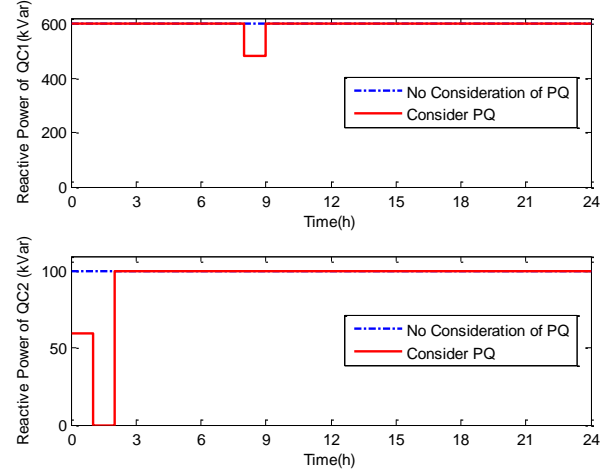 Reactive Power of QC1(kVar)
600
400
200
0
No Consideration of PQ
Consider PQ
0 3 6 9 12 15 18 21 24
Time(h)
Reactive Power of QC2 (kVar)
100
50
0
No Consideration of PQ
Consider PQ
0 3 6 9 12 15 18 21 24
Time(h)